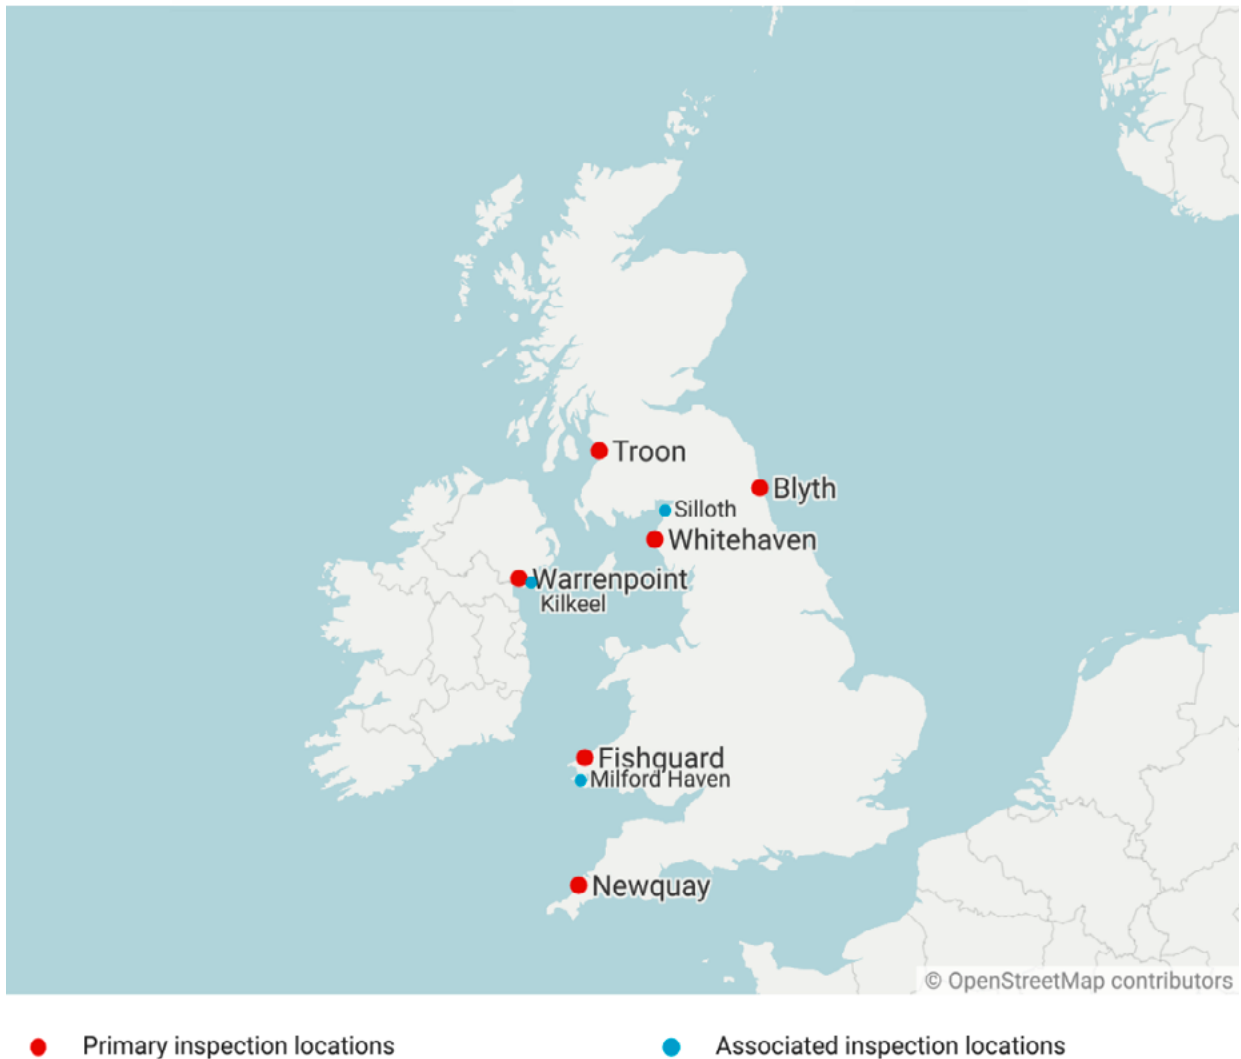 Troon
Blyth
Silloth
Whitehaven
Warrenpoint
Kilkeel
Fishguard
Milford Haven
Newquay
© OpenStreetMap contributors
Primary inspection locations
Associated inspection locations